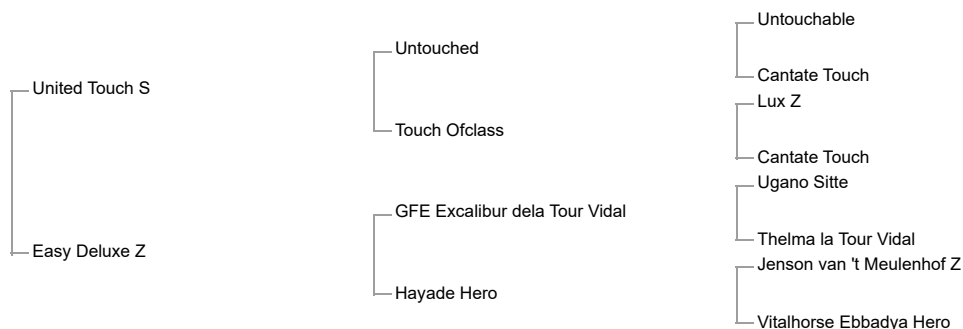 Untouchable
Untouched
Cantate Touch
United Touch S
Lux Z
Touch Ofclass
Cantate Touch
Ugano Sitte
GFE Excalibur dela Tour Vidal
Thelma la Tour Vidal
Easy Deluxe Z
Jenson van 't Meulenhof Z
Hayade Hero
Vitalhorse Ebbadya Hero